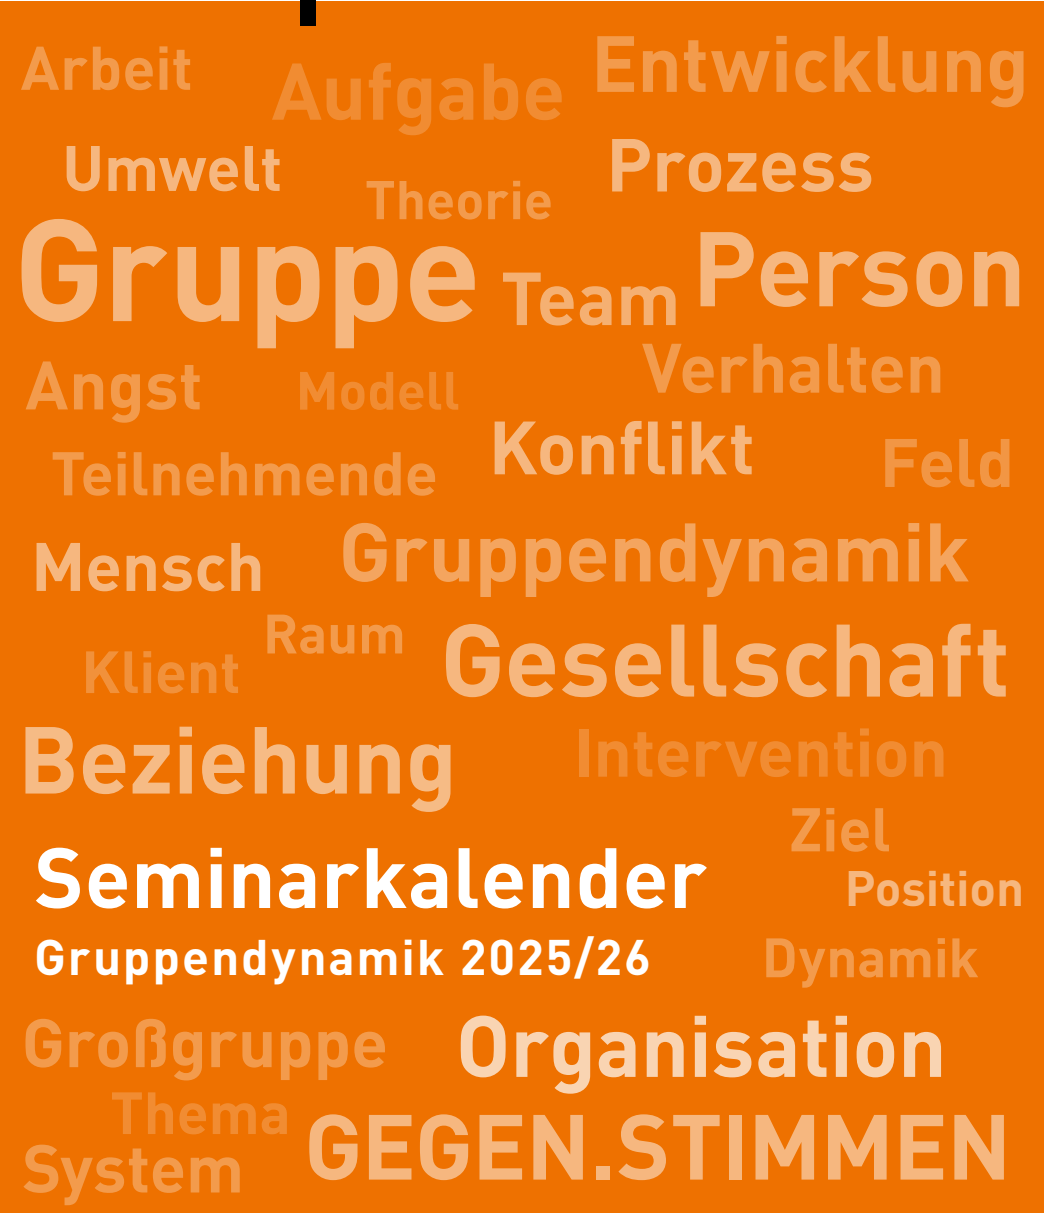 Arbeit
Aufgabe
Entwicklung
Umwelt
Theorie
Prozess
Gruppe
Team
Person
Angst
Modell
Verhalten
Konflikt
Teilnehmende
Feld
Mensch
Gruppendynamik
Raum
Klient
Gesellschaft
Beziehung
Intervention
Ziel
Seminarkalender
Position
Gruppendynamik 2025/26
Dynamik
Großgruppe
Organisation
Thema
GEGEN.STIMMEN
System